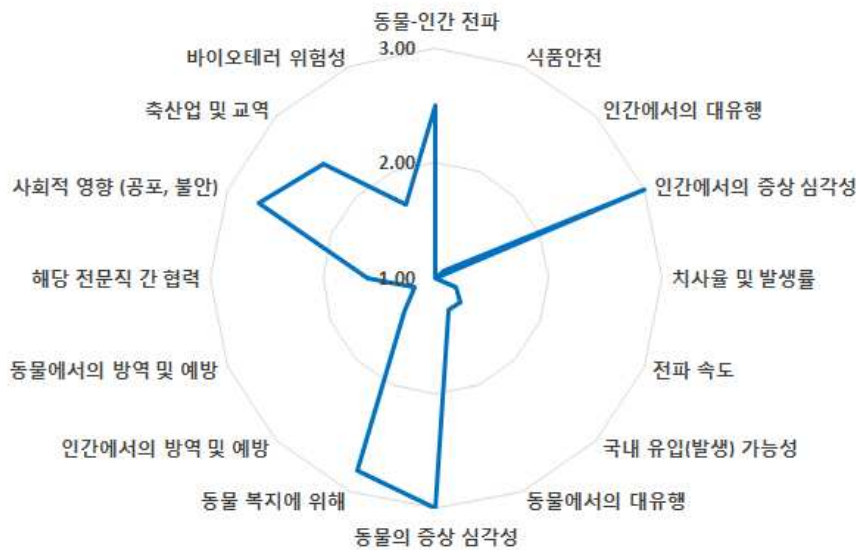 동물-인간 전파
3.00
바이오테러 위험성
식품안전
축산업 및 교역
인간에서의 대유행
2.00
사회적 영향 (공포, 불안)
인간에서의 증상 심각성
해당 전문직 간 협력
1.00
치사율 및 발생률
동물에서의 방역 및 예방
전파 속도
인간에서의 방역 및 예방
국내 유입(발생) 가능성
동물 복지에 위해
동물에서의 대유행
동물의 증상 심각성